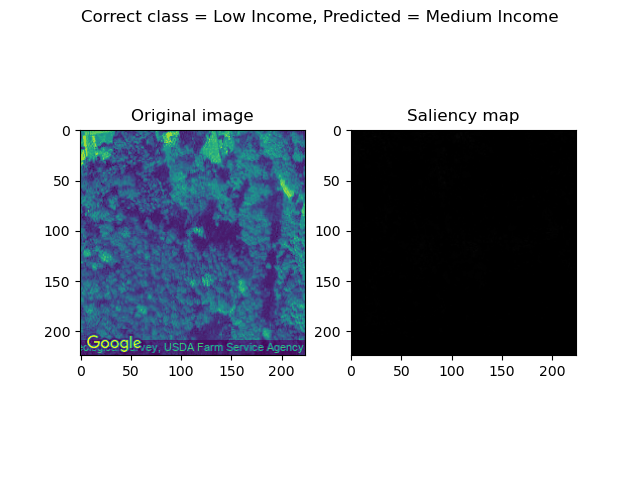 Correct class = Low Income, Predicted = Medium Income
Original image
Saliency map
0
50
100
150
200
0
50
100
150
200
Google
Survey, USDA Farm Service Agency
0 50 100 150 200
0 50 100 150 200